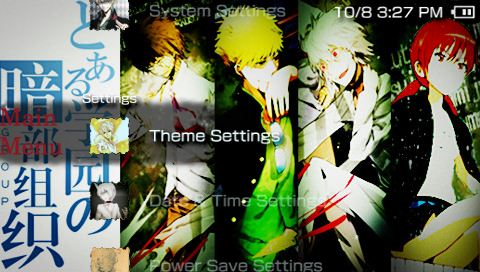 System Settings
10/8 3:27 PM
Settings
Main
Menu
Theme Settings
Date & Time Settings
Power Save Settings
とある学園の
暗部组织
GROUP